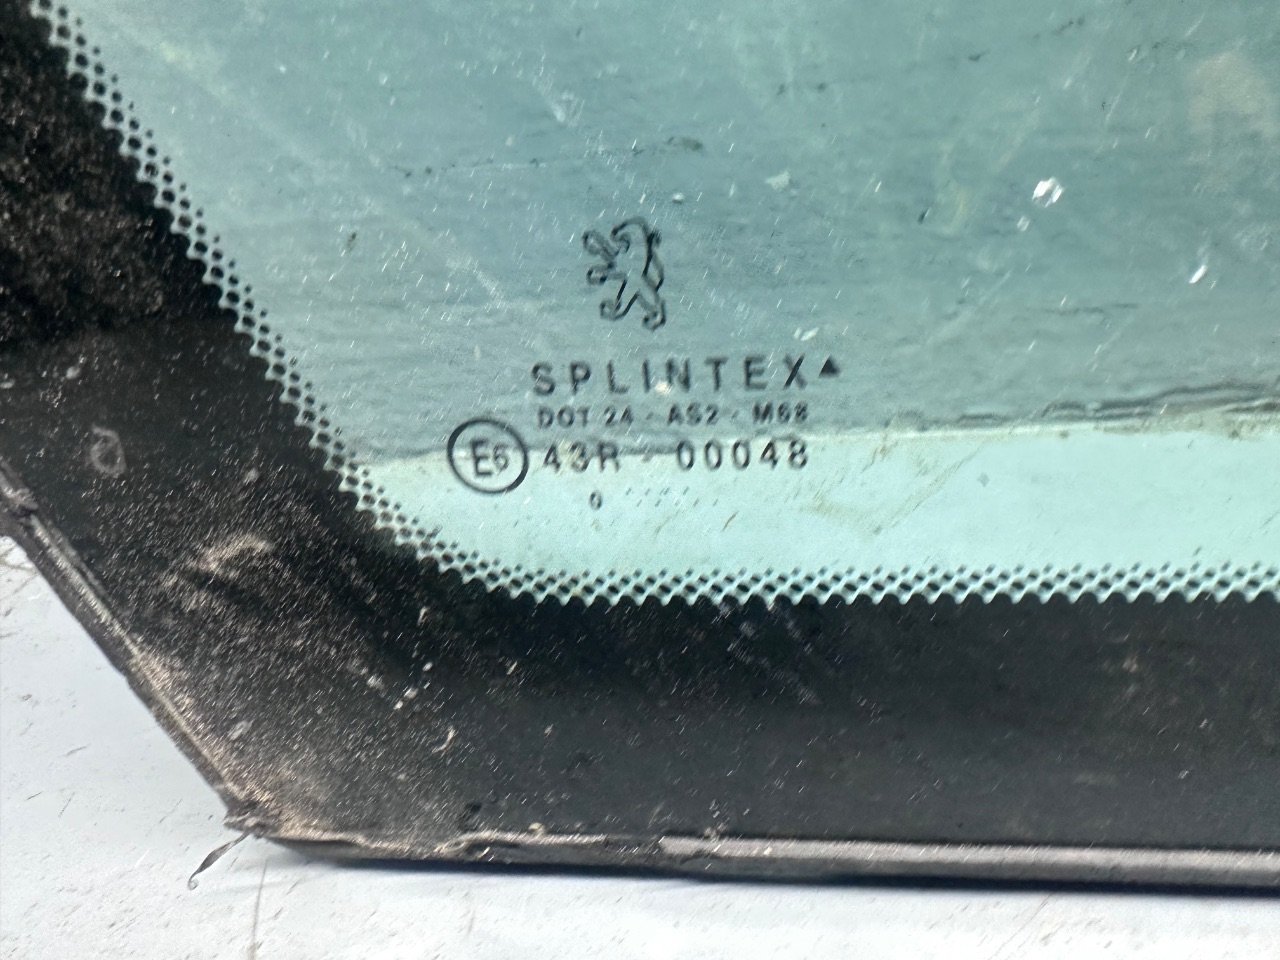 SPLINTEX▲
DOT 24 - AS2 - M68
E6 43R - 00048
0 ......